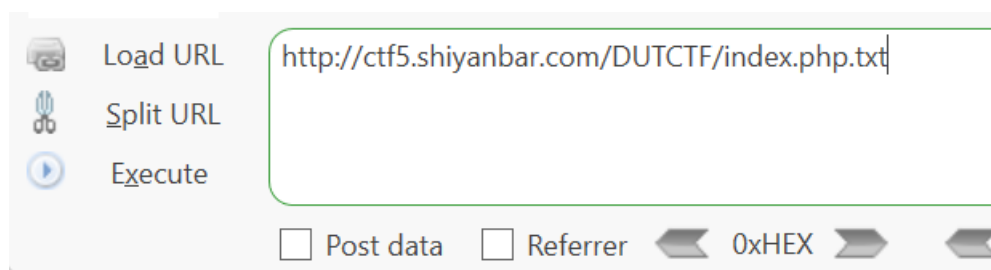 Load URL
http://ctf5.shiyanbar.com/DUTCTF/index.php.txt
Split URL
Execute
Post data Referrer 0xHEX